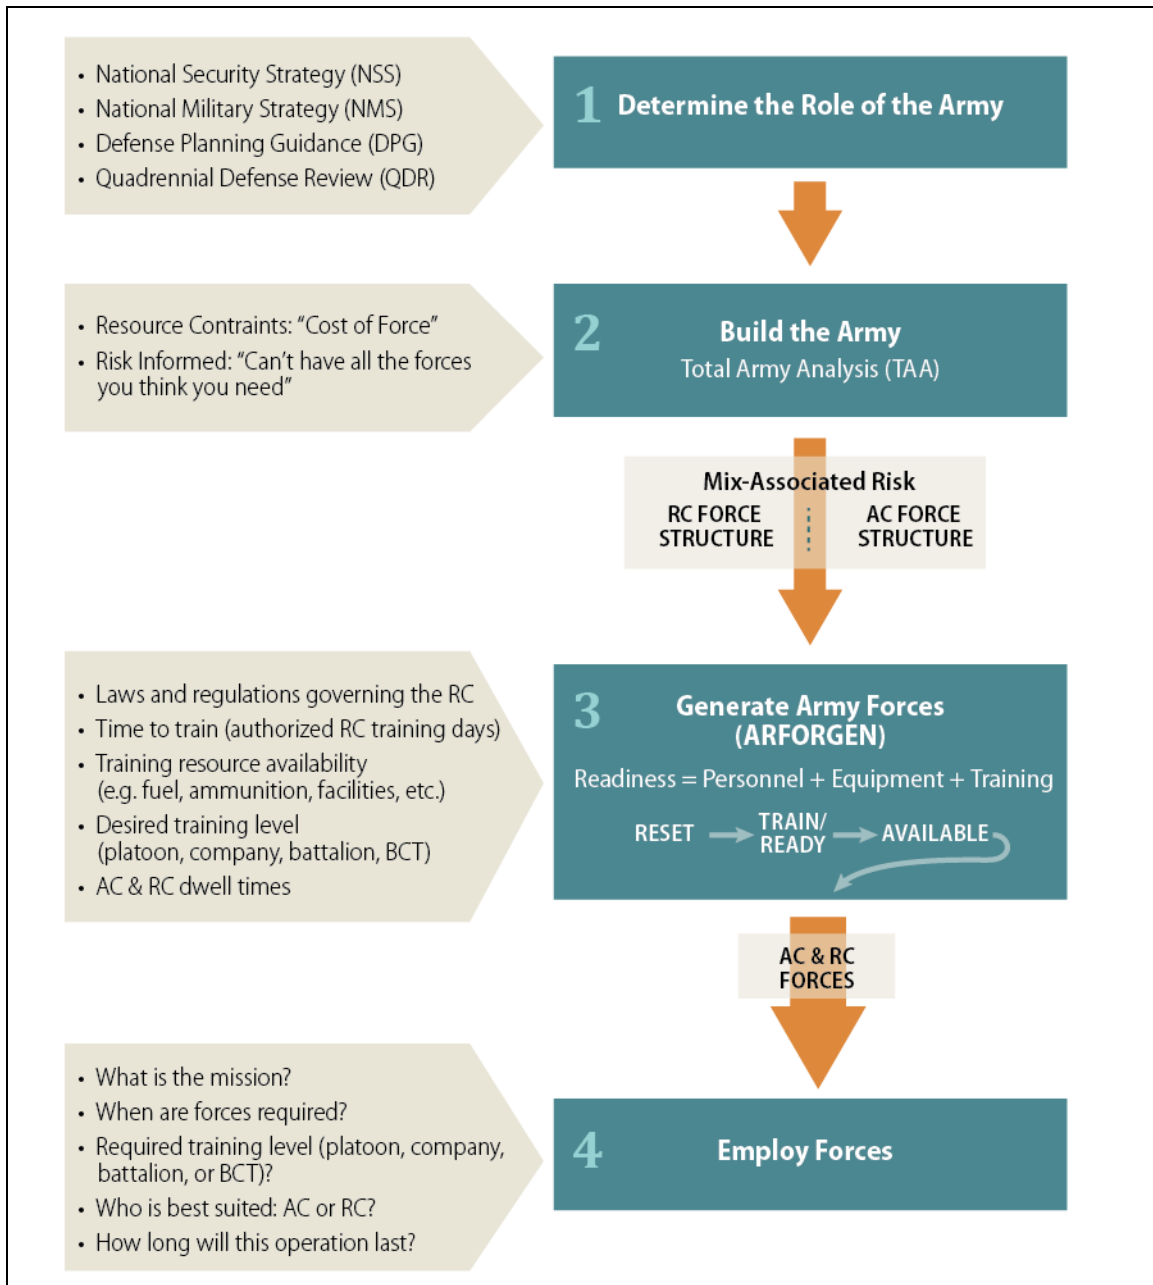 • National Security Strategy (NSS)
• National Military Strategy (NMS)
• Defense Planning Guidance (DPG)
• Quadrennial Defense Review (QDR)
1 Determine the Role of the Army
• Resource Contraints: “Cost of Force”
• Risk Informed: “Can’t have all the forces
you think you need”
2 Build the Army
Total Army Analysis (TAA)
Mix-Associated Risk
RC FORCE
STRUCTURE
AC FORCE
STRUCTURE
• Laws and regulations governing the RC
• Time to train (authorized RC training days)
• Training resource availability
(e.g. fuel, ammunition, facilities, etc.)
• Desired training level
(platoon, company, battalion, BCT)
• AC & RC dwell times
3 Generate Army Forces
(ARFORGEN)
Readiness = Personnel + Equipment + Training
RESET
TRAIN/
READY
AVAILABLE
AC & RC
FORCES
• What is the mission?
• When are forces required?
• Required training level (platoon, company,
battalion, or BCT)?
• Who is best suited: AC or RC?
• How long will this operation last?
4 Employ Forces